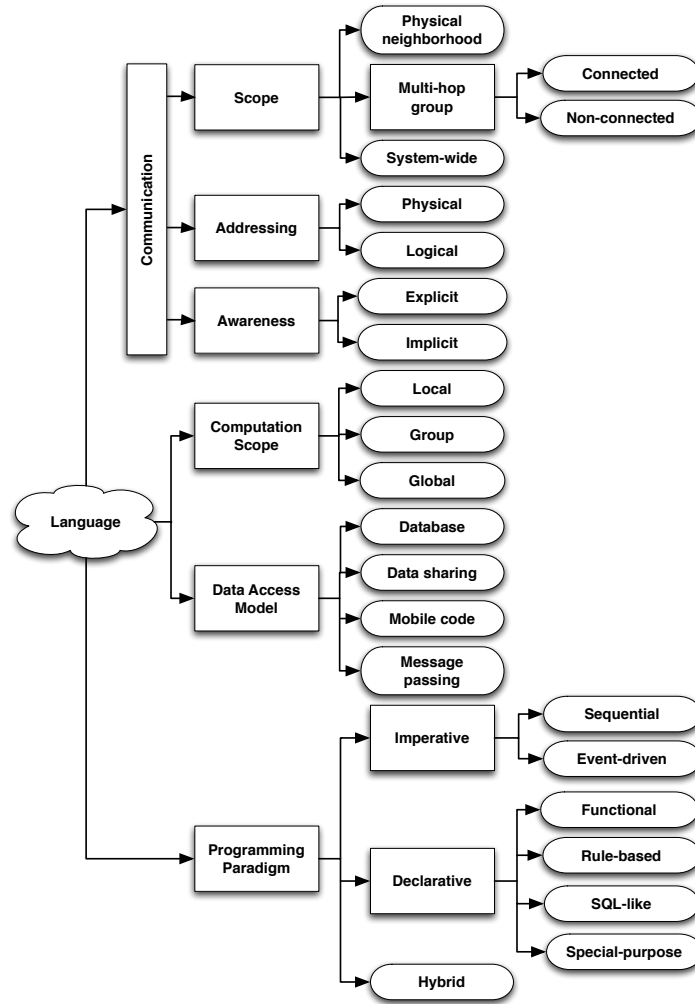 Physical
neighborhood
Scope
Multi-hop
group
Connected
Non-connected
System-wide
Communication
Addressing
Physical
Logical
Awareness
Explicit
Implicit
Computation
Scope
Local
Group
Global
Language
Data Access
Model
Database
Data sharing
Mobile code
Message
passing
Imperative
Sequential
Event-driven
Programming
Paradigm
Declarative
Functional
Rule-based
SQL-like
Special-purpose
Hybrid